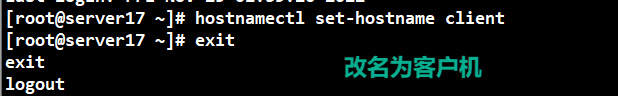 [root@server17 ~]# hostnamectl set-hostname client
[root@server17 ~]# exit
exit
改名为客户机
logout